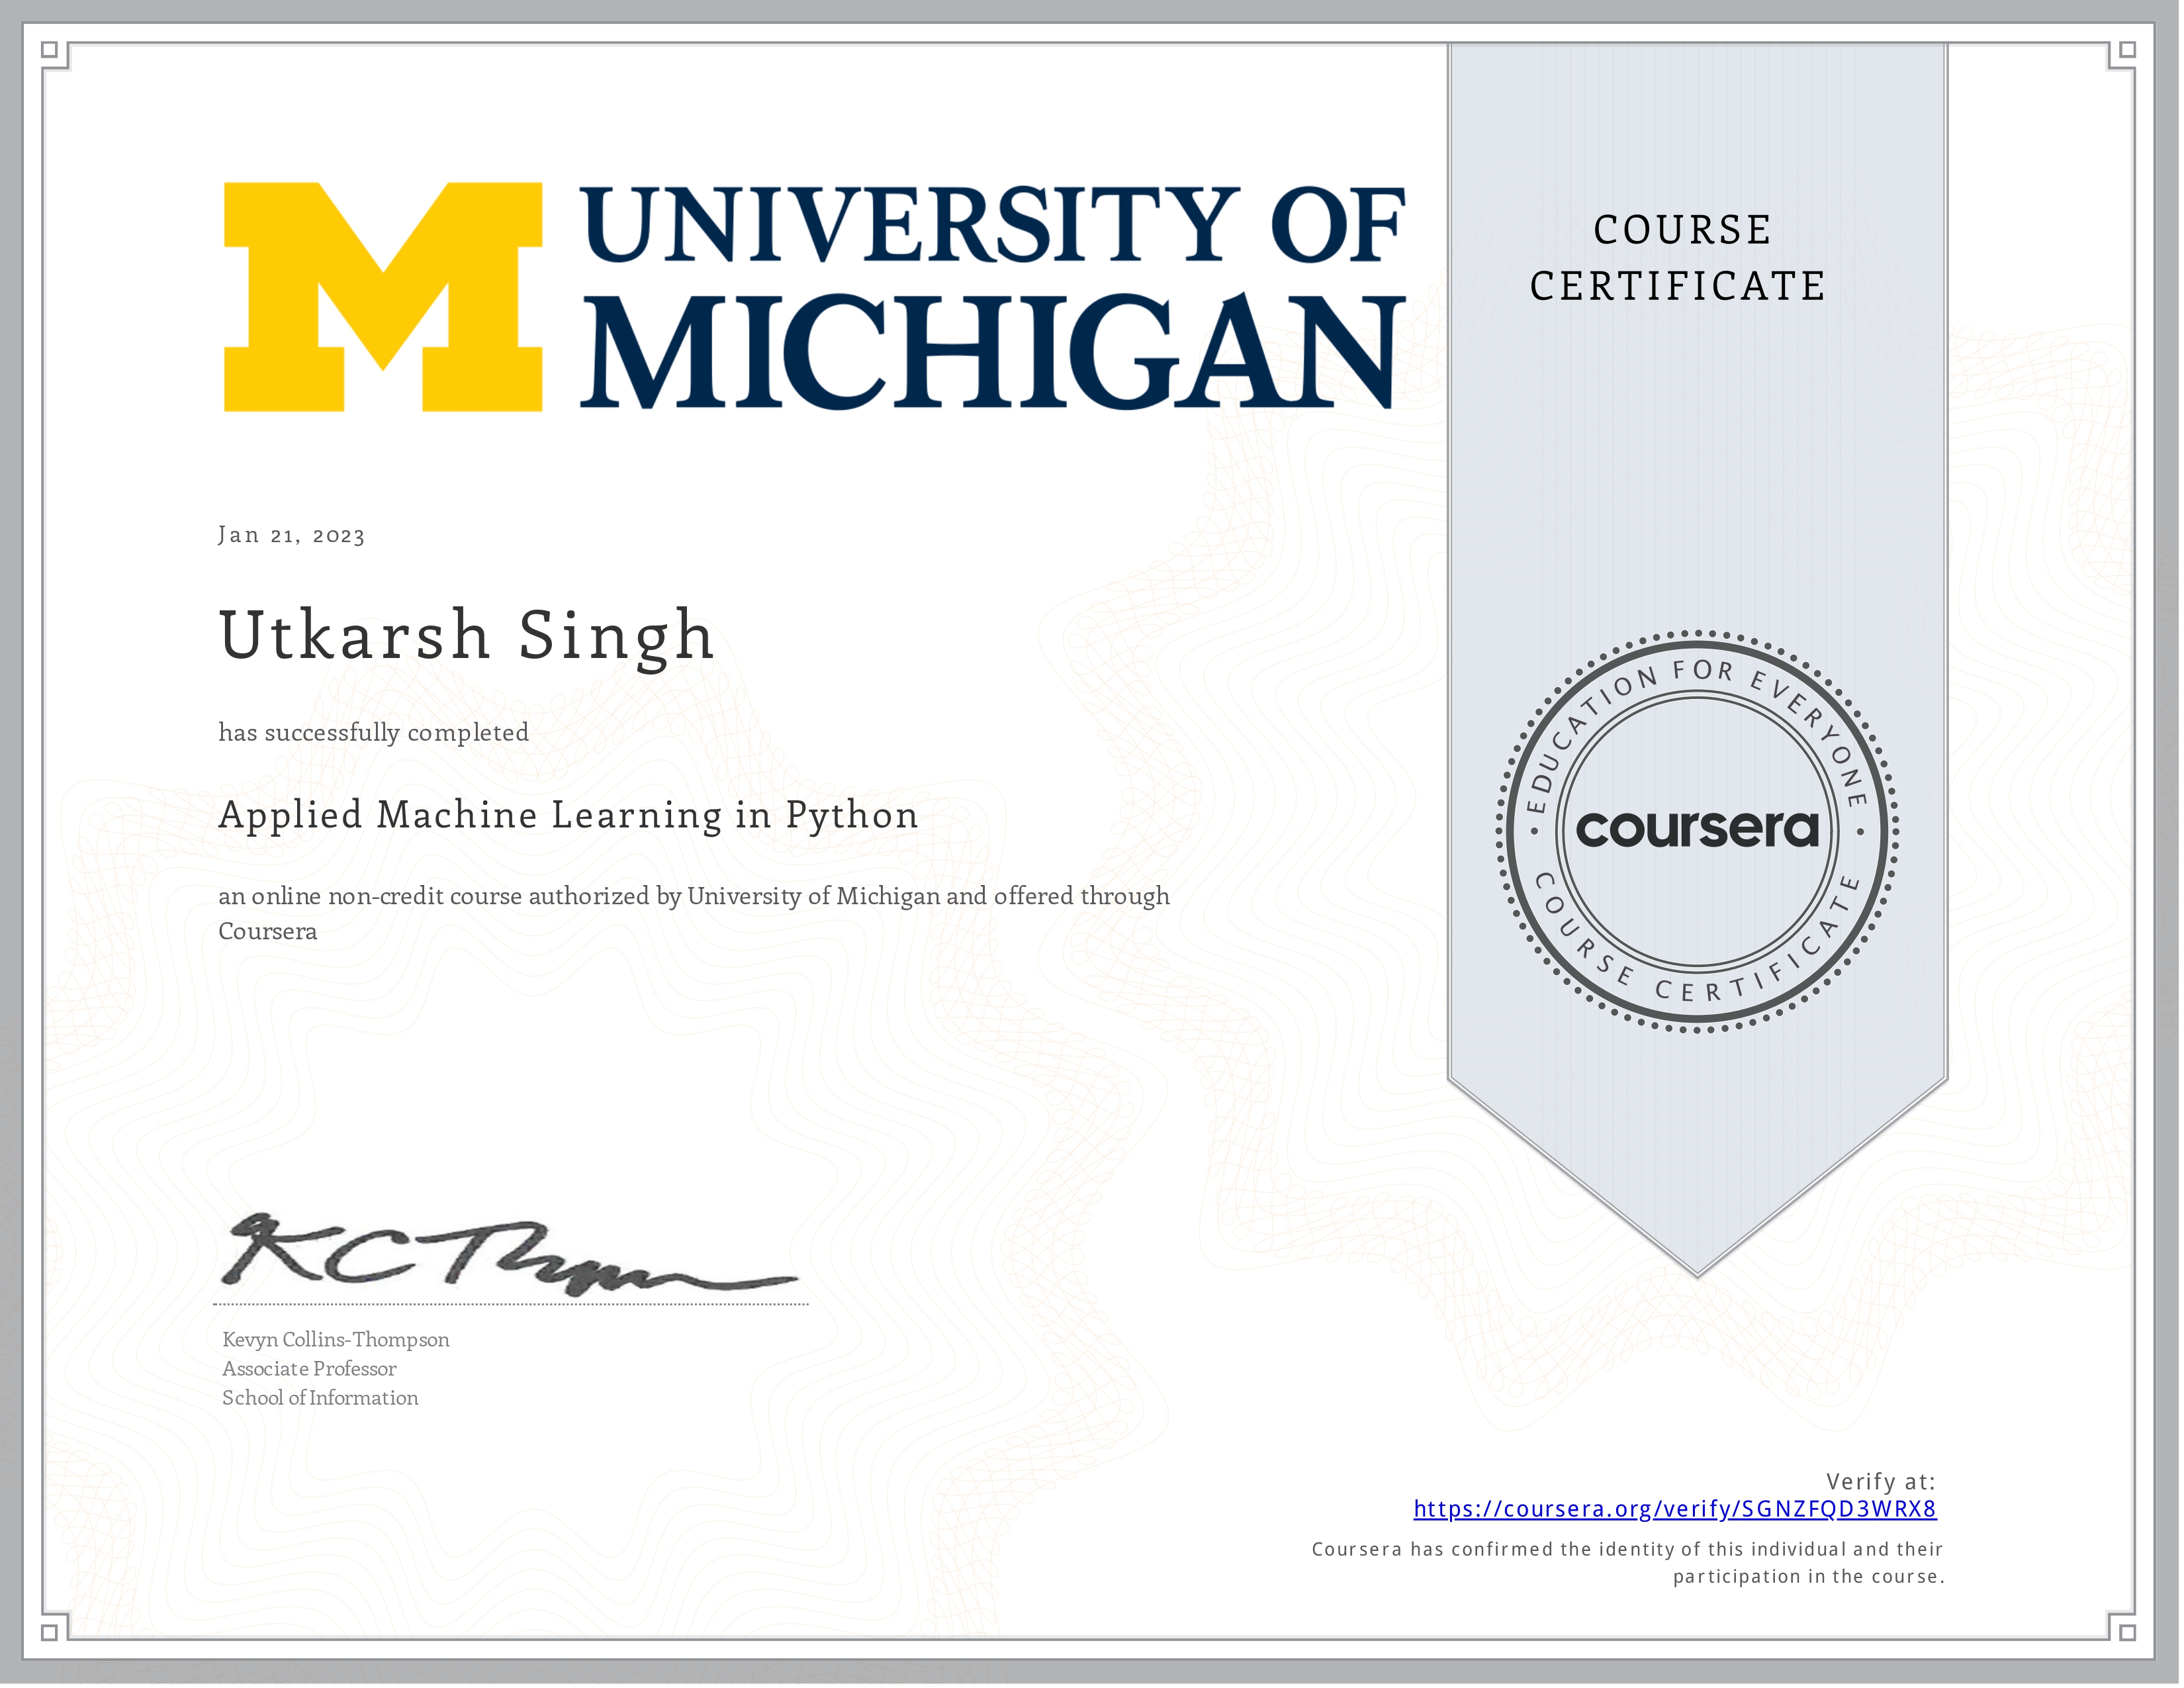 UNIVERSITY OF
MICHIGAN
COURSE
CERTIFICATE
Jan 21, 2023
Utkarsh Singh
has successfully completed
Applied Machine Learning in Python
an online non-credit course authorized by University of Michigan and offered through
Coursera
EDUCATION FOR EVERYONE
coursera
COURSE CERTIFICATE
KC Thompson
Kevyn Collins-Thompson
Associate Professor
School of Information
Verify at:
https://coursera.org/verify/SGNZFQD3WRX8
Coursera has confirmed the identity of this individual and their
participation in the course.